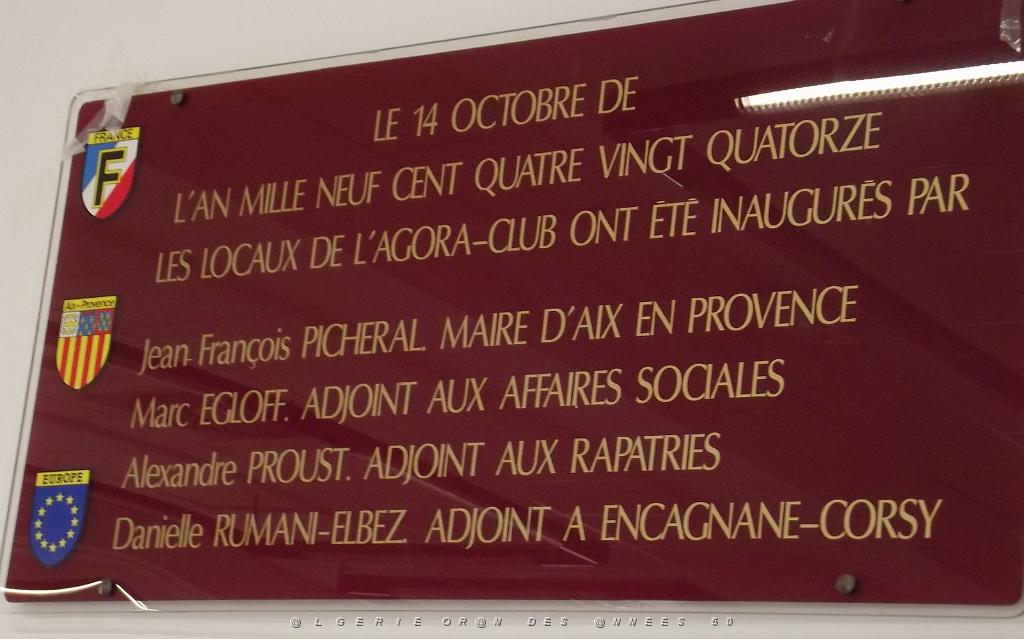 LE 14 OCTOBRE DE
L'AN MILLE NEUF CENT QUATRE VINGT QUATORZE
LES LOCAUX DE L'AGORA-CLUB ONT ÉTÉ INAUGURÉS PAR
FRANCE
F
Aix-Provence
Jean-François PICHERAL. MAIRE D'AIX EN PROVENCE
Marc EGLOFF. ADJOINT AUX AFFAIRES SOCIALES
Alexandre PROUST. ADJOINT AUX RAPATRIES
EUROPE
Danielle RUMANI-ELBEZ. ADJOINT A ENCAGNANE-CORSY
@LGERIE OR@N DES @NNEES 50